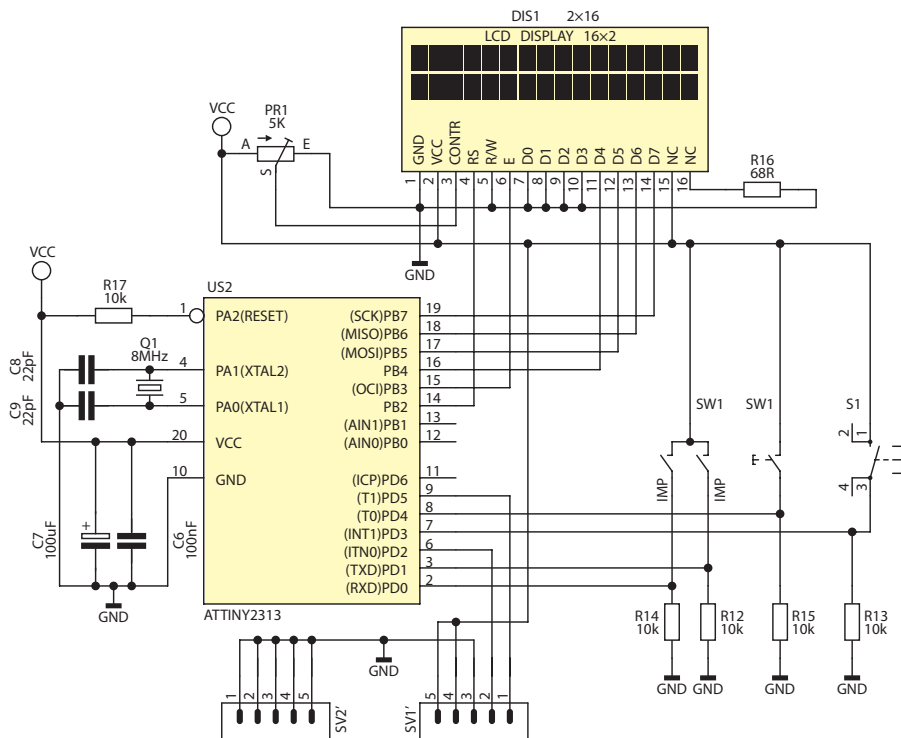 DIS1 2×16
LCD DISPLAY 16×2
VCC
PR1
5K
A
E
S
GND
VCC
CONTR
RS
R/W
E
D0
D1
D2
D3
D4
D5
D6
D7
NC
NC
1
2
3
4
5
6
7
8
9
10
11
12
13
14
15
16
R16
68R
GND
VCC
R17
10k
US2
1
PA2(RESET)
C8
22pF
Q1
8MHz
4
PA1(XTAL2)
C9
22pF
5
PA0(XTAL1)
20
VCC
10
GND
(SCK)PB7
19
(MISO)PB6
18
(MOSI)PB5
17
PB4
16
(OCI)PB3
15
PB2
14
(AIN1)PB1
13
(AIN0)PB0
12
(ICP)PD6
11
(T1)PD5
9
(T0)PD4
8
(INT1)PD3
7
(ITN0)PD2
6
(TXD)PD1
3
(RXD)PD0
2
ATTINY2313
C7
100uF
+
C6
100nF
GND
SW1
IMP
IMP
SW1
S1
2
1
4
3
R14
10k
R12
10k
R15
10k
R13
10k
GND
GND
GND
GND
GND
1
2
3
4
5
SV2'
5
4
3
2
1
SV1'